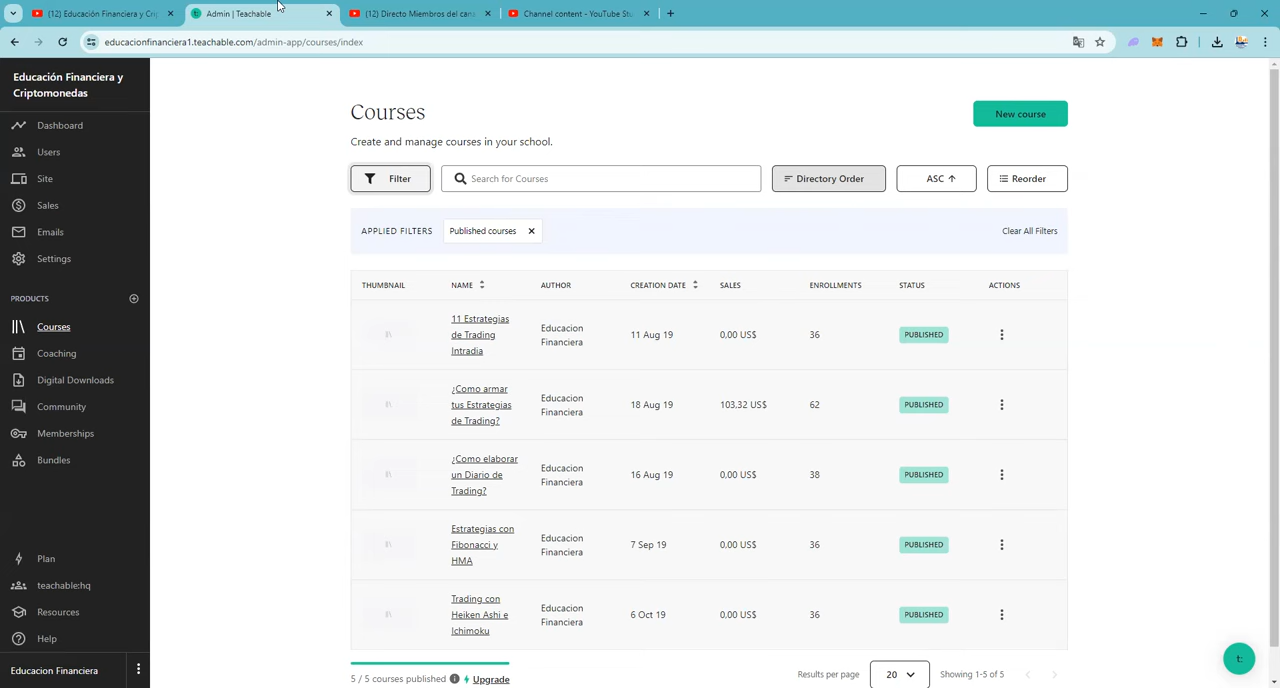 (12) Educación Financiera y Crip
Admin | Teachable
(12) Directo Miembros del cana
Channel content - YouTube Stu
educacionfinanciera1.teachable.com/admin-app/courses/index
Educación Financiera y
Criptomonedas
Dashboard
Users
Site
Sales
Emails
Settings
PRODUCTS
Courses
Coaching
Digital Downloads
Community
Memberships
Bundles
Plan
teachable:hq
Resources
Help
Educacion Financiera
Courses
New course
Create and manage courses in your school.
Filter
Search for Courses
Directory Order
ASC
Reorder
APPLIED FILTERS
Published courses
Clear All Filters
THUMBNAIL NAME AUTHOR CREATION DATE SALES ENROLLMENTS STATUS ACTIONS
11 Estrategias
de Trading
Intradia
Educacion
Financiera
11 Aug 19
0,00 US$
36
PUBLISHED
¿Como armar
tus Estrategias
de Trading?
Educacion
Financiera
18 Aug 19
103,32 US$
62
PUBLISHED
¿Como elaborar
un Diario de
Trading?
Educacion
Financiera
16 Aug 19
0,00 US$
38
PUBLISHED
Estrategias con
Fibonacci y
HMA
Educacion
Financiera
7 Sep 19
0,00 US$
36
PUBLISHED
Trading con
Heiken Ashi e
Ichimoku
Educacion
Financiera
6 Oct 19
0,00 US$
36
PUBLISHED
5 / 5 courses published
Upgrade
Results per page
20
Showing 1-5 of 5
t: